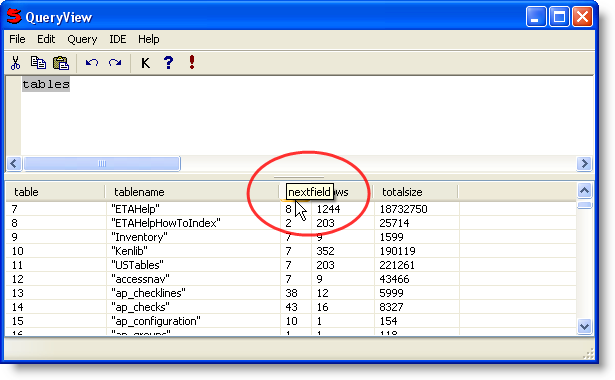 QueryView
File Edit Query IDE Help
K ? !
tables
table tablename nextfield ws totalsize
7 "ETAHelp" 8 1244 18732750
8 "ETAHelpHowToIndex" 2 203 25714
9 "Inventory" 7 9 1599
10 "Kenlib" 7 352 190119
11 "USTables" 7 203 221261
12 "accessnav" 7 9 43466
13 "ap_checklines" 38 12 5999
14 "ap_checks" 43 16 8327
15 "ap_configuration" 10 1 154
16 "ap_groups" 1 1 118